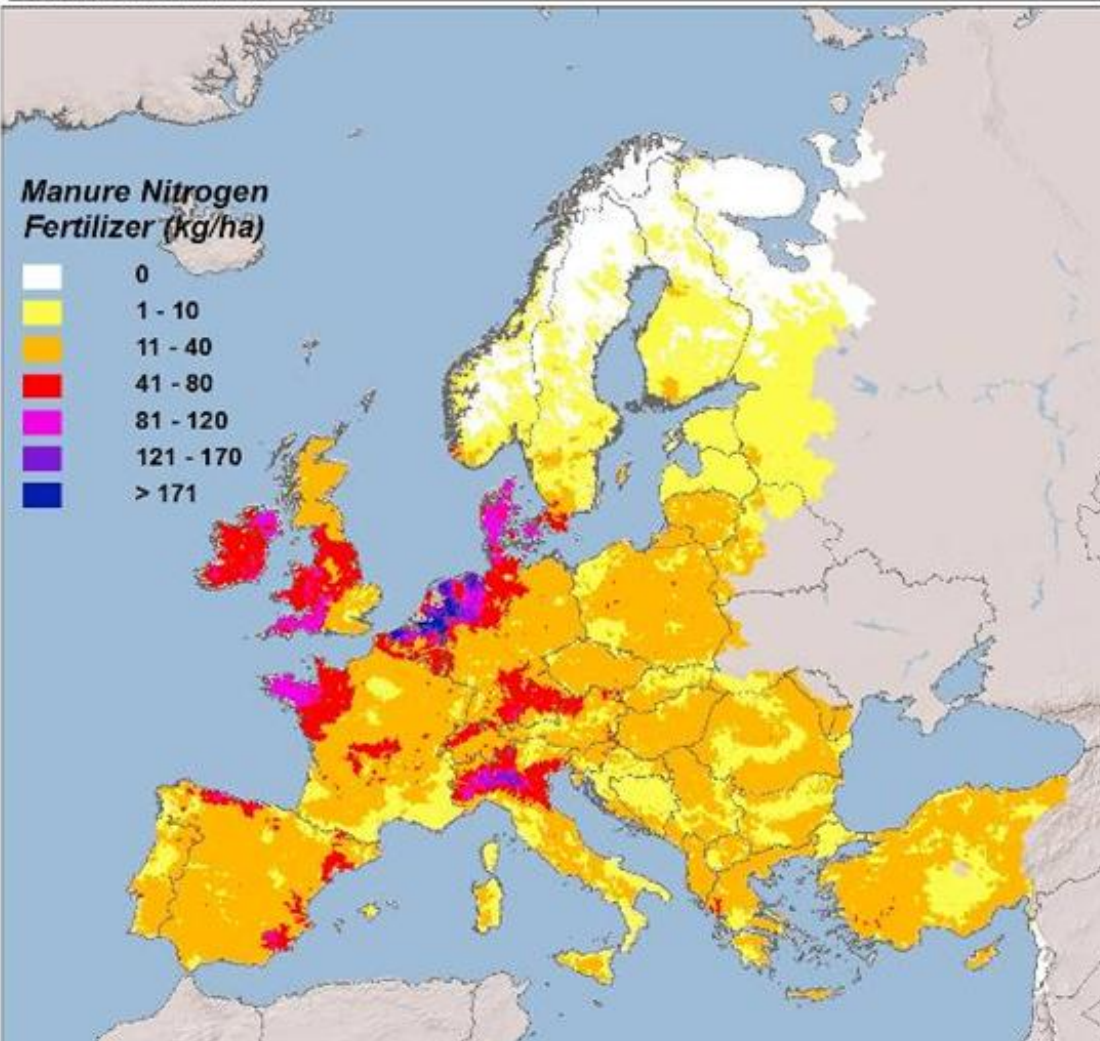 Manure Nitrogen
Fertilizer (kg/ha)
0
1 - 10
11 - 40
41 - 80
81 - 120
121 - 170
> 171